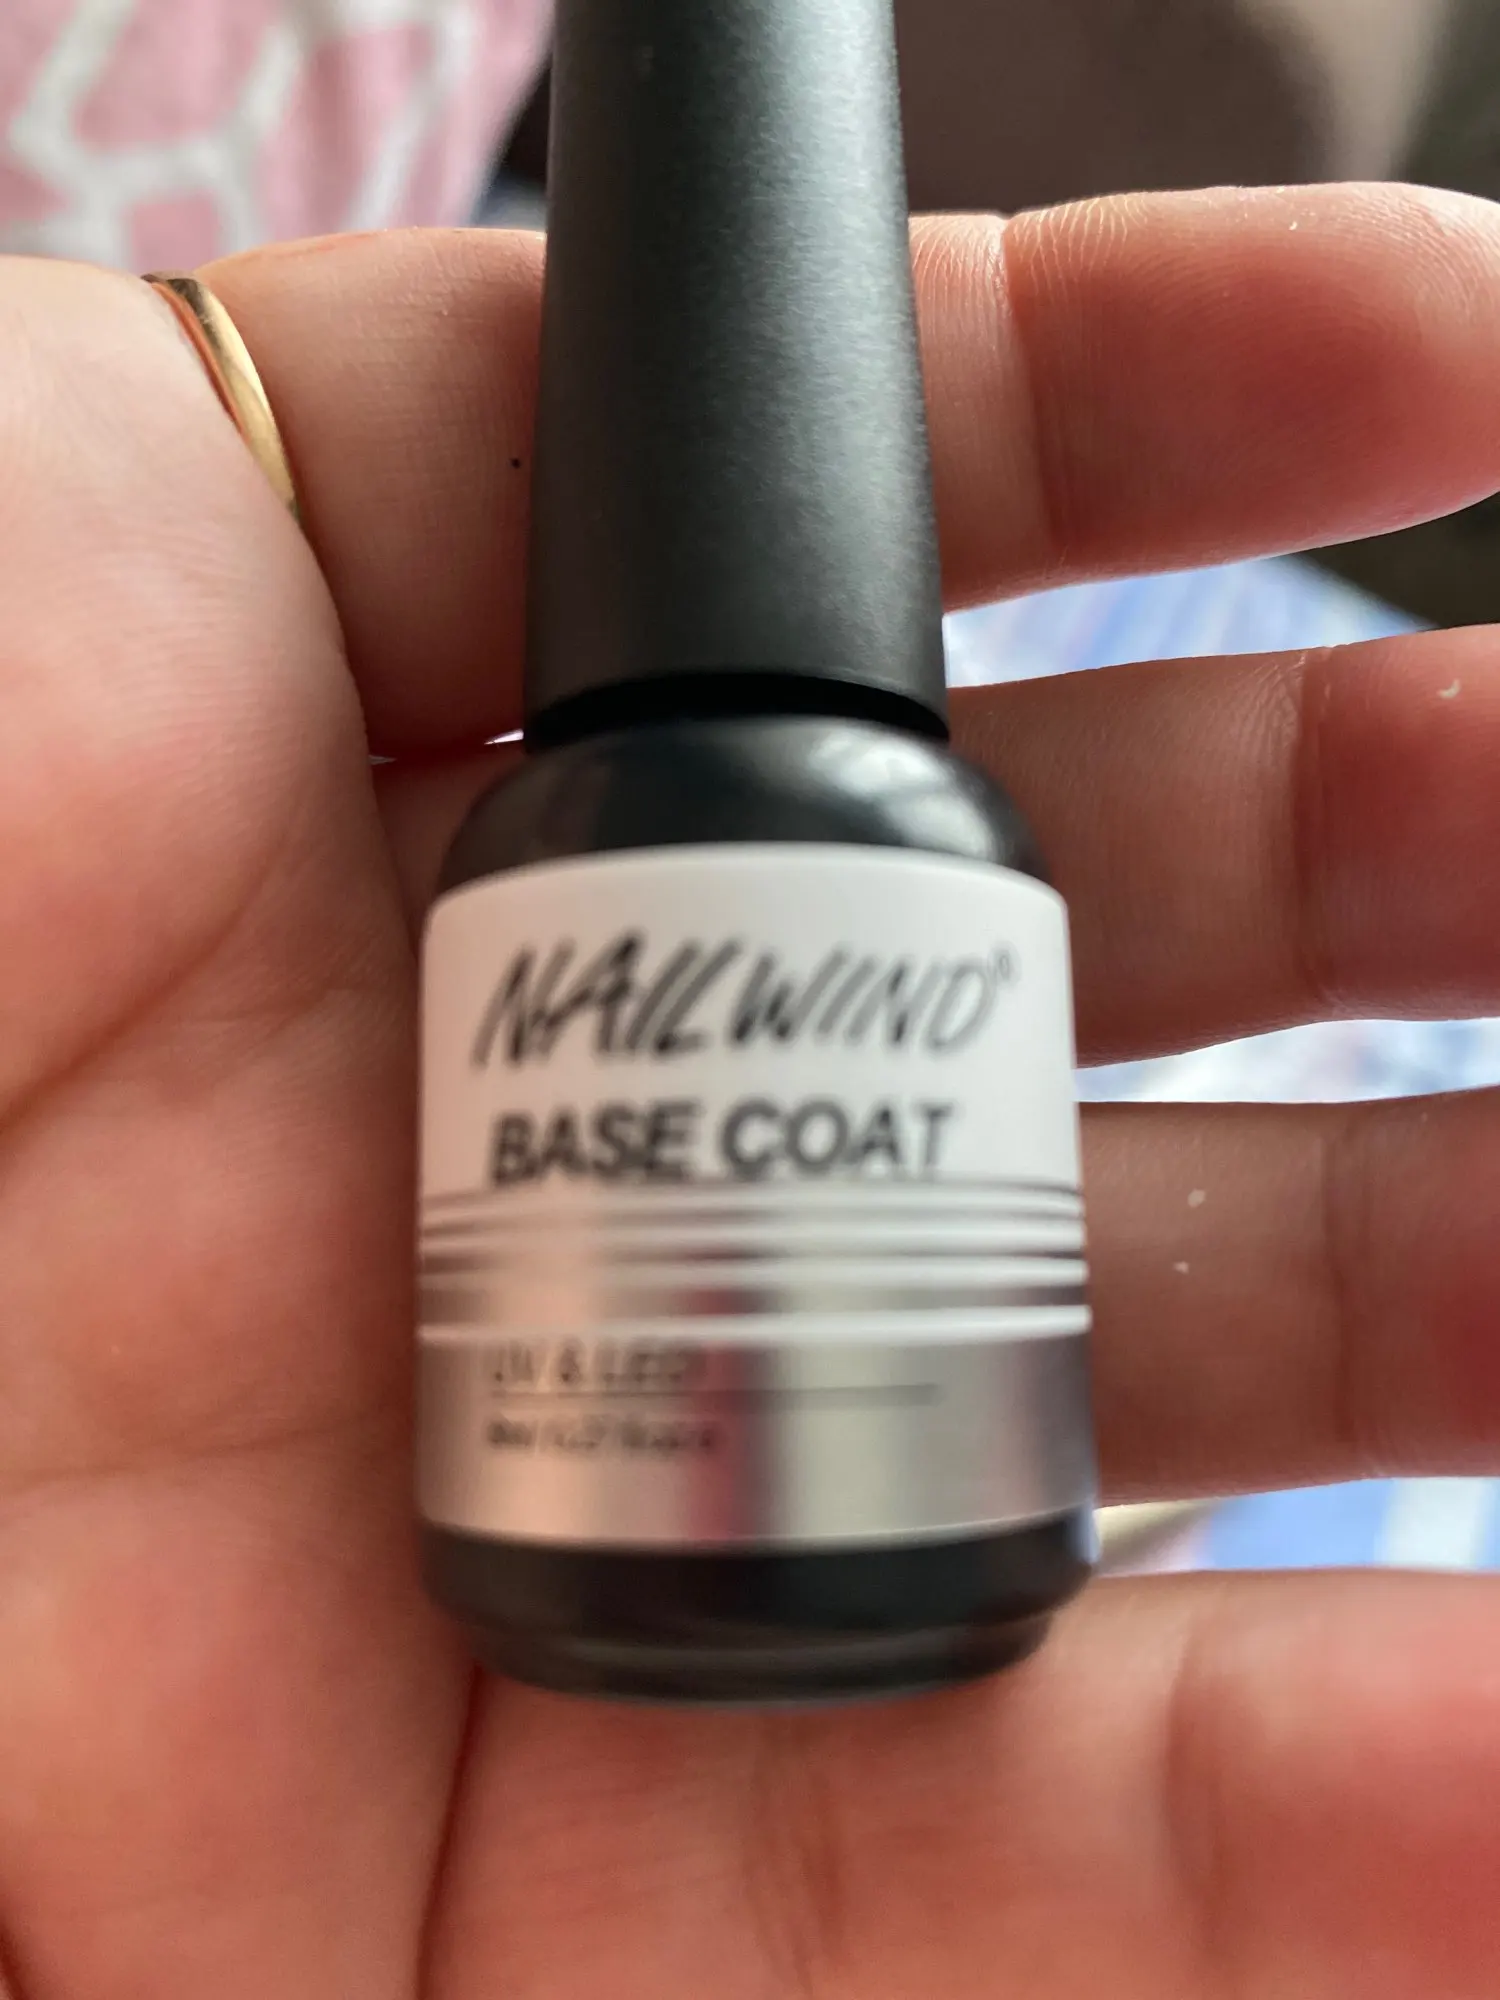 NAILWIND®
BASE COAT
UV & LED